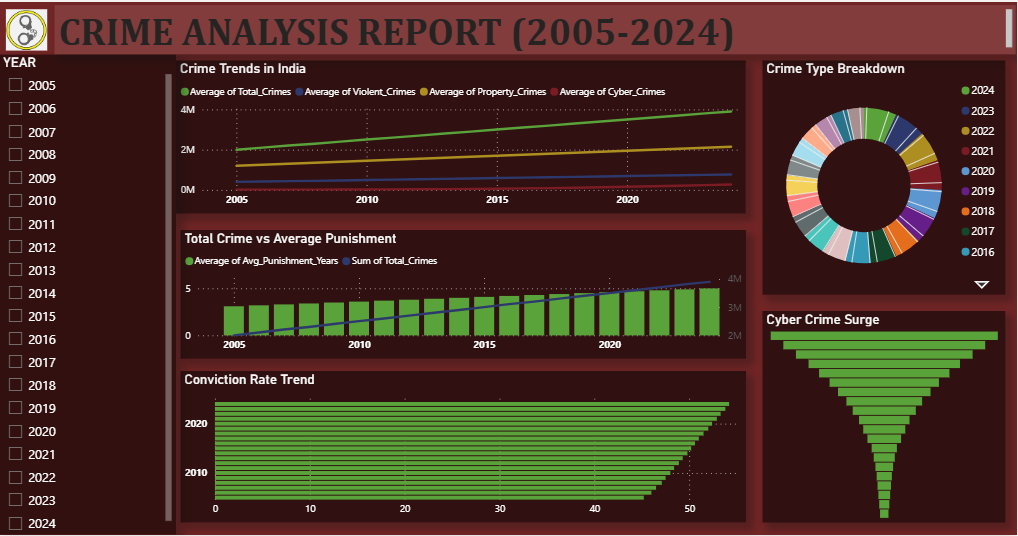 CRIME ANALYSIS REPORT (2005-2024)
YEAR
2005
2006
2007
2008
2009
2010
2011
2012
2013
2014
2015
2016
2017
2018
2019
2020
2021
2022
2023
2024
Crime Trends in India
Average of Total_Crimes Average of Violent_Crimes Average of Property_Crimes Average of Cyber_Crimes
4M
2M
0M
2005 2010 2015 2020
Total Crime vs Average Punishment
Average of Avg_Punishment_Years Sum of Total_Crimes
5
0
4M
3M
2M
2005 2010 2015 2020
Conviction Rate Trend
2020
2010
0 10 20 30 40 50
Crime Type Breakdown
2024
2023
2022
2021
2020
2019
2018
2017
2016
Cyber Crime Surge